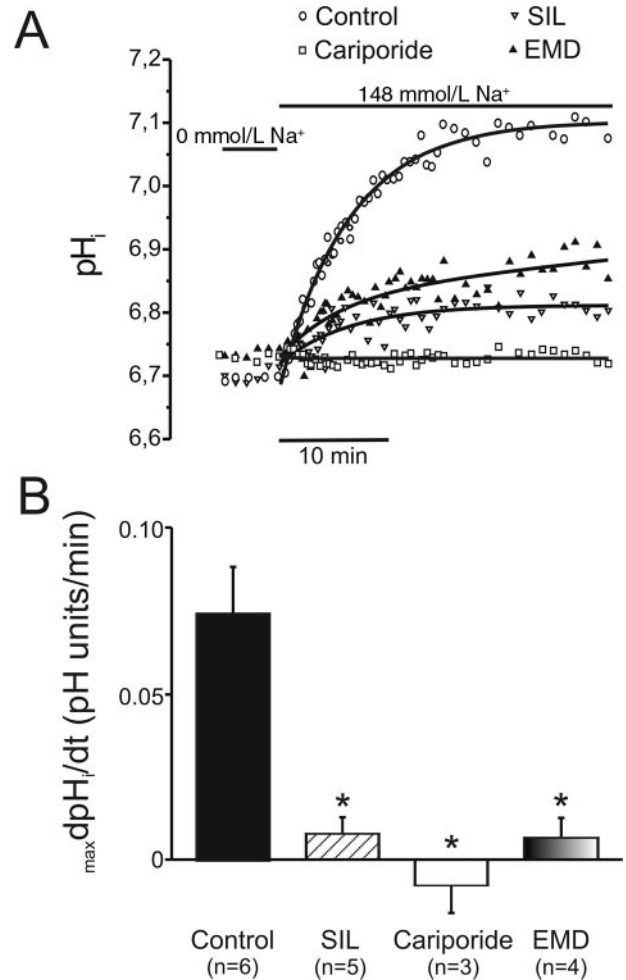 A
Control
SIL
Cariporide
EMD
7,2
148 mmol/L Na⁺
0 mmol/L Na⁺
7,1
7,0
pHᵢ
6,9
6,8
6,7
6,6
10 min
B
maxdpHᵢ/dt (pH units/min)
0.10
0.05
0
* * *
Control SIL Cariporide EMD
(n=6) (n=5) (n=3) (n=4)